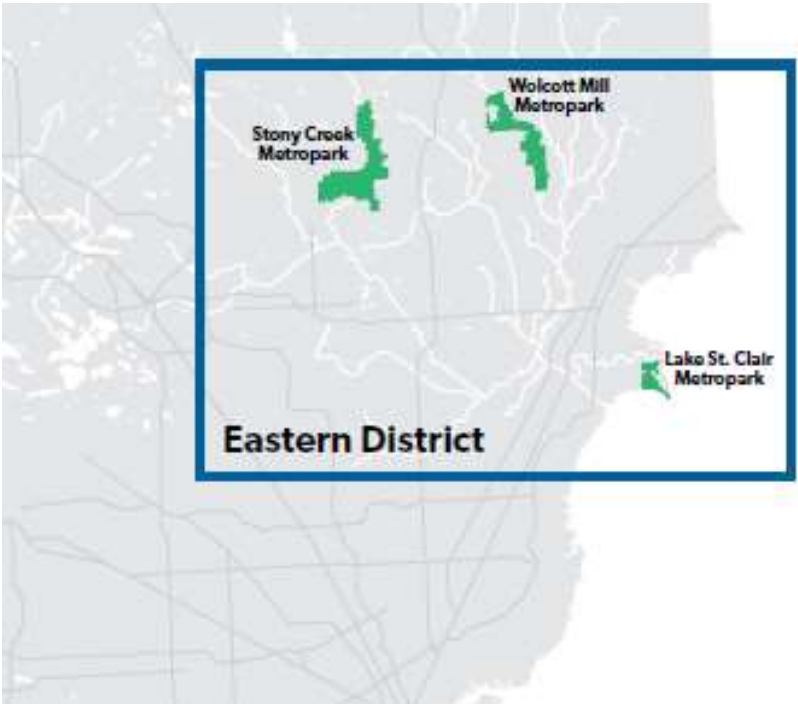 Wolcott Mill
Metropark
Stony Creek
Metropark
Lake St. Clair
Metropark
Eastern District